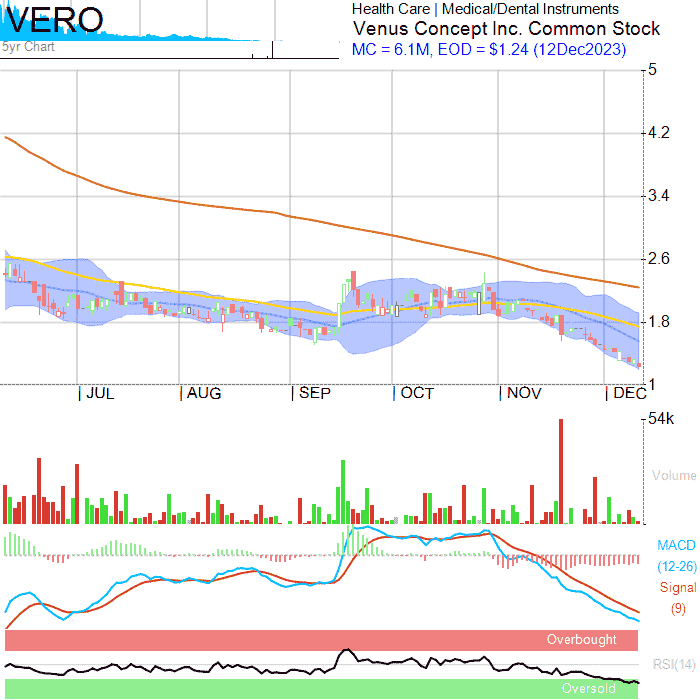 VERO
Health Care | Medical/Dental Instruments
Venus Concept Inc. Common Stock
MC = 6.1M, EOD = $1.24 (12Dec2023)
5yr Chart
5
4.2
3.4
2.6
1.8
1
JUL AUG SEP OCT NOV DEC
54k
Volume
MACD
(12-26)
Signal
(9)
Overbought
RSI(14)
Oversold